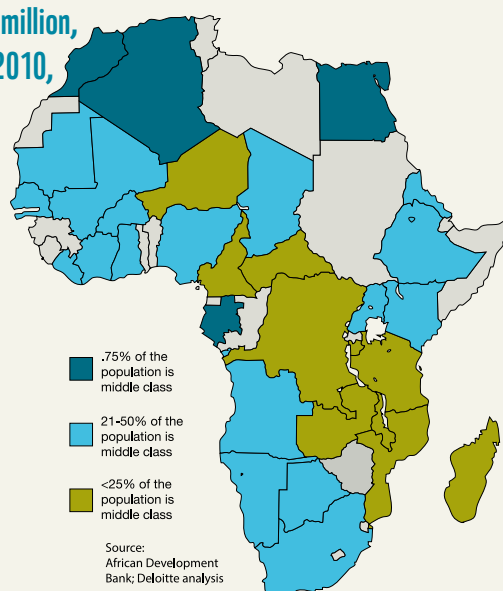 million,
2010,
.75% of the
population is
middle class
21-50% of the
population is
middle class
<25% of the
population is
middle class
Source:
African Development
Bank; Deloitte analysis